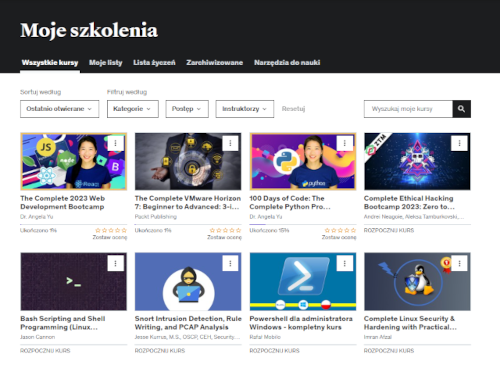 Moje szkolenia
Wszystkie kursy Moje listy Lista życzeń Zarchiwizowane Narzędzia do nauki
Sortuj według Filtruj według
Ostatnio otwierane Kategorie Postęp Instruktorzy Resetuj Wyszukaj moje kursy
JS
node
React
python
ZTM
The Complete 2023 Web
Development Bootcamp
Dr. Angela Yu
Ukończono 1%
Zostaw ocenę
The Complete VMware Horizon
7: Beginner to Advanced: 3-i...
Packt Publishing
Ukończono 1%
100 Days of Code: The
Complete Python Pro...
Dr. Angela Yu
Ukończono 15%
Zostaw ocenę
Complete Ethical Hacking
Bootcamp 2023: Zero to...
Andrei Neagoie, Aleksa Tamburkovski,...
ROZPOCZNIJ KURS
>_
Bash Scripting and Shell
Programming (Linux...
Jason Cannon
ROZPOCZNIJ KURS
Snort Intrusion Detection, Rule
Writing, and PCAP Analysis
Jesse Kurrus, M.S., OSCP, CEH, Security,...
ROZPOCZNIJ KURS
Powershell dla administratora
Windows - kompletny kurs
Rafał Mobilo
ROZPOCZNIJ KURS
Complete Linux Security &
Hardening with Practical...
Imran Afzal
ROZPOCZNIJ KURS